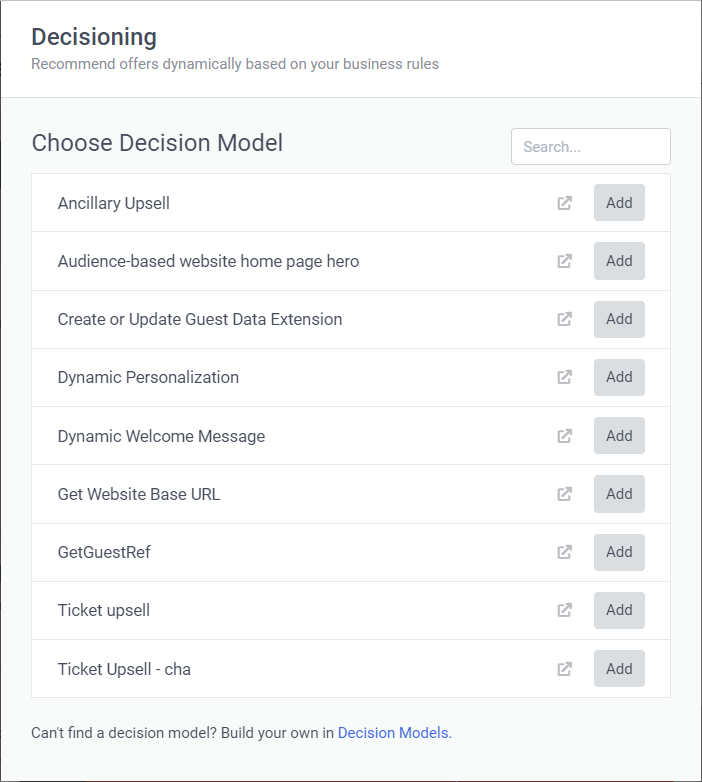 Decisioning
Recommend offers dynamically based on your business rules
Choose Decision Model
Search...
Ancillary Upsell
Add
Audience-based website home page hero
Add
Create or Update Guest Data Extension
Add
Dynamic Personalization
Add
Dynamic Welcome Message
Add
Get Website Base URL
Add
GetGuestRef
Add
Ticket upsell
Add
Ticket Upsell - cha
Add
Can't find a decision model? Build your own in Decision Models.